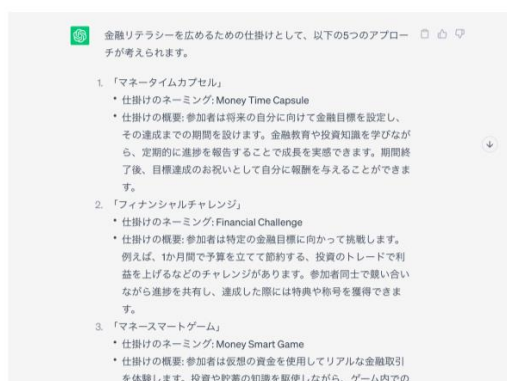 金融リテラシーを広めるための仕掛けとして、以下の5つのアプロー
チが考えられます。
1. 「マネータイムカプセル」
• 仕掛けのネーミング: Money Time Capsule
• 仕掛けの概要: 参加者は将来の自分に向けて金融目標を設定し、
その達成までの期間を設けます。金融教育や投資知識を学びなが
ら、定期的に進捗を報告することで成長を実感できます。期間終
了後、目標達成のお祝いとして自分に報酬を与えることができま
す。
2. 「フィナンシャルチャレンジ」
• 仕掛けのネーミング: Financial Challenge
• 仕掛けの概要: 参加者は特定の金融目標に向かって挑戦します。
例えば、1か月間で予算を立てて節約する、投資のトレードで利
益を上げるなどのチャレンジがあります。参加者同士で競い合い
ながら進捗を共有し、達成した際には特典や称号を獲得できま
す。
3. 「マネースマートゲーム」
• 仕掛けのネーミング: Money Smart Game
• 仕掛けの概要: 参加者は仮想の資金を使用してリアルな金融取引
を体験します。投資や貯蓄の知識を駆使しながら、ゲーム内での